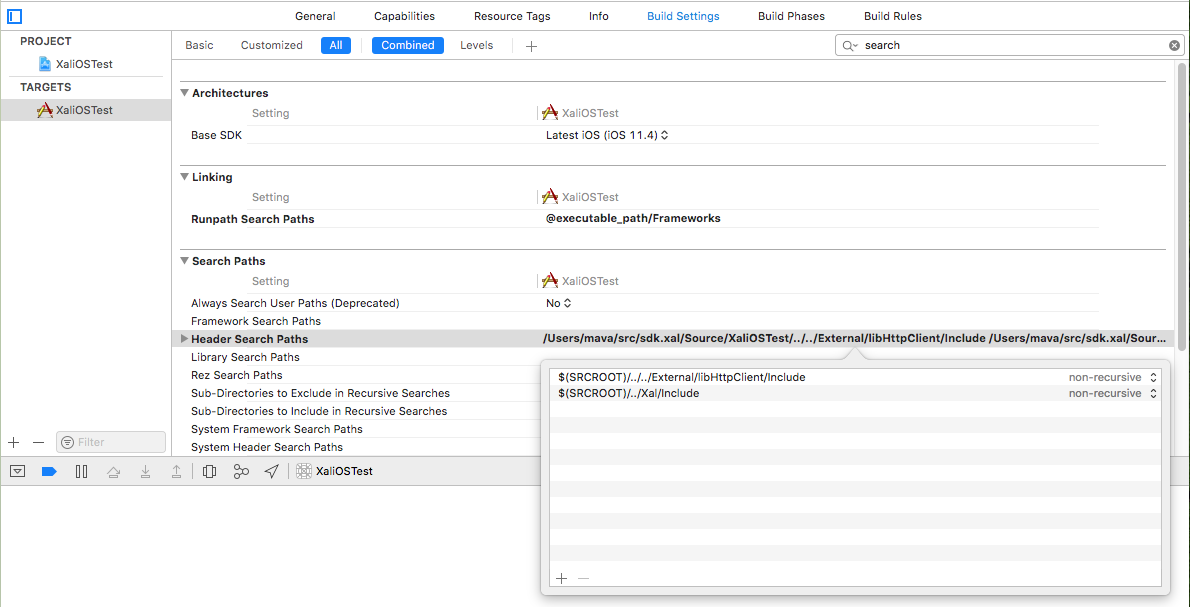 General Capabilities Resource Tags Info Build Settings Build Phases Build Rules
PROJECT
XaliOSTest
TARGETS
XaliOSTest
Filter
Basic Customized All Combined Levels search
Architectures
Setting XaliOSTest
Base SDK Latest iOS (iOS 11.4)
Linking
Setting XaliOSTest
Runpath Search Paths @executable_path/Frameworks
Search Paths
Setting XaliOSTest
Always Search User Paths (Deprecated) No
Framework Search Paths
Header Search Paths /Users/mava/src/sdk.xal/Source/XaliOSTest/../../External/libHttpClient/Include /Users/mava/src/sdk.xal/Sour...
Library Search Paths
Rez Search Paths
Sub-Directories to Exclude in Recursive Searches
Sub-Directories to Include in Recursive Searches
System Framework Search Paths
System Header Search Paths
$(SRCROOT)/../../External/libHttpClient/Include non-recursive
$(SRCROOT)/../Xal/Include non-recursive
XaliOSTest